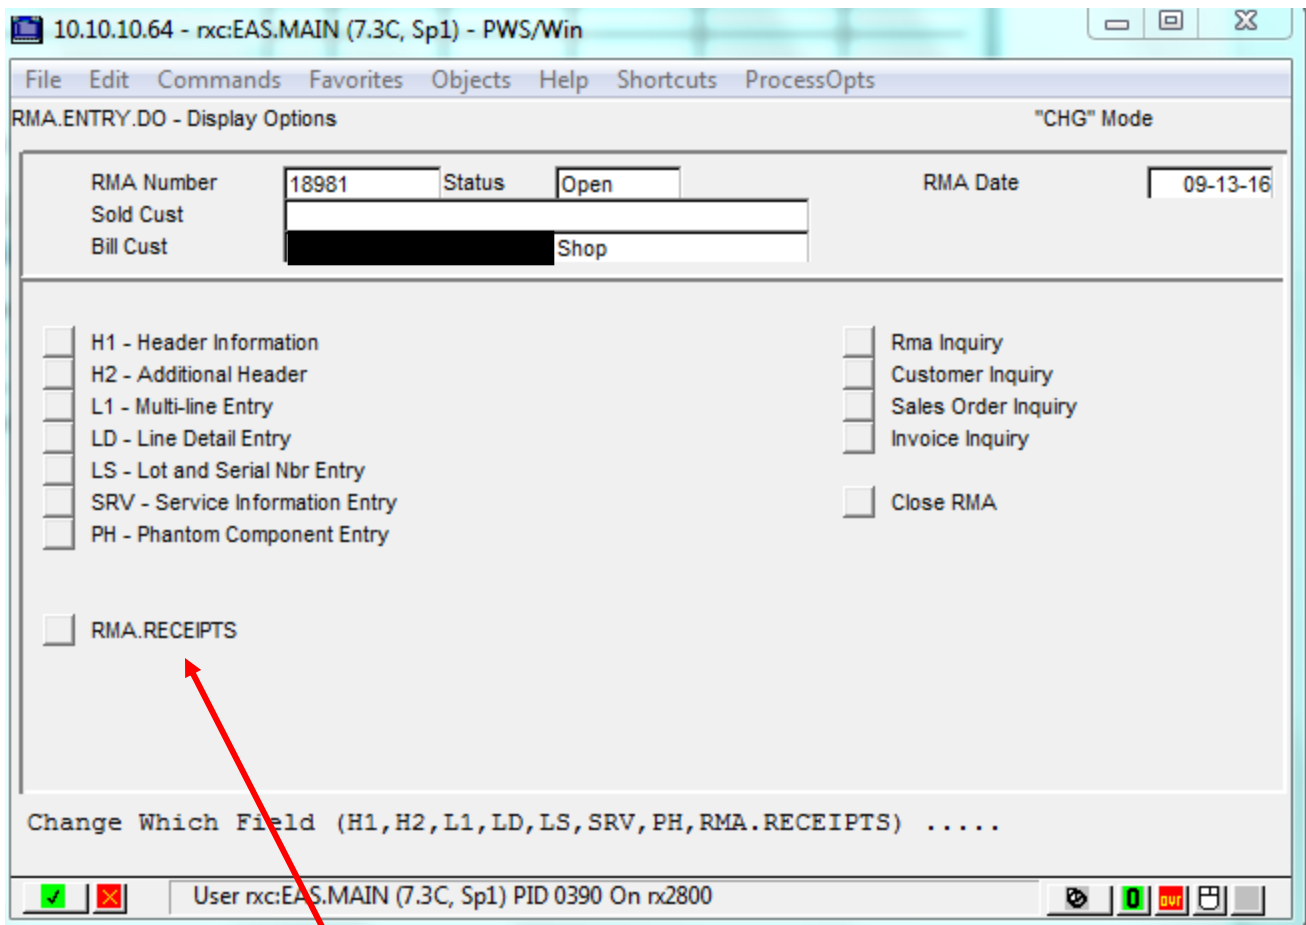 10.10.10.64 - rxc:EAS.MAIN (7.3C, Sp1) - PWS/Win
File Edit Commands Favorites Objects Help Shortcuts ProcessOpts
RMA.ENTRY.DO - Display Options "CHG" Mode
RMA Number 18981 Status Open RMA Date 09-13-16
Sold Cust
Bill Cust Shop
H1 - Header Information Rma Inquiry
H2 - Additional Header Customer Inquiry
L1 - Multi-line Entry Sales Order Inquiry
LD - Line Detail Entry Invoice Inquiry
LS - Lot and Serial Nbr Entry
SRV - Service Information Entry Close RMA
PH - Phantom Component Entry
RMA.RECEIPTS
Change Which Field (H1,H2,L1,LD,LS,SRV,PH,RMA.RECEIPTS) .....
User rxc:EAS.MAIN (7.3C, Sp1) PID 0390 On rx2800 0 ovr